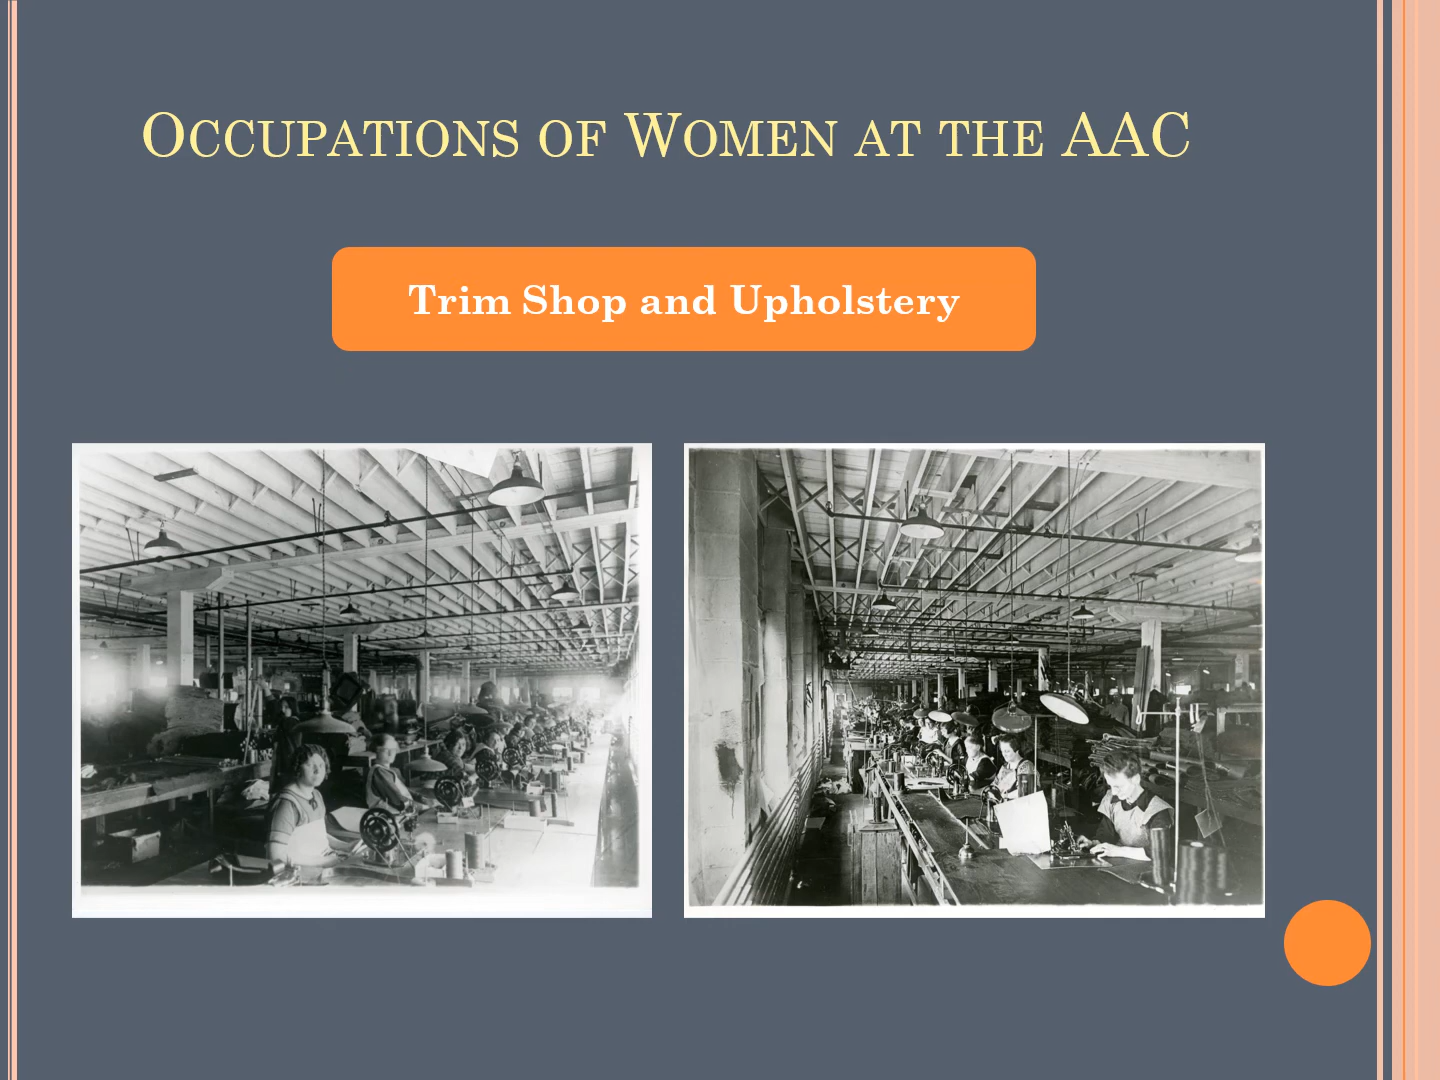 Occupations of Women at the AAC
Trim Shop and Upholstery